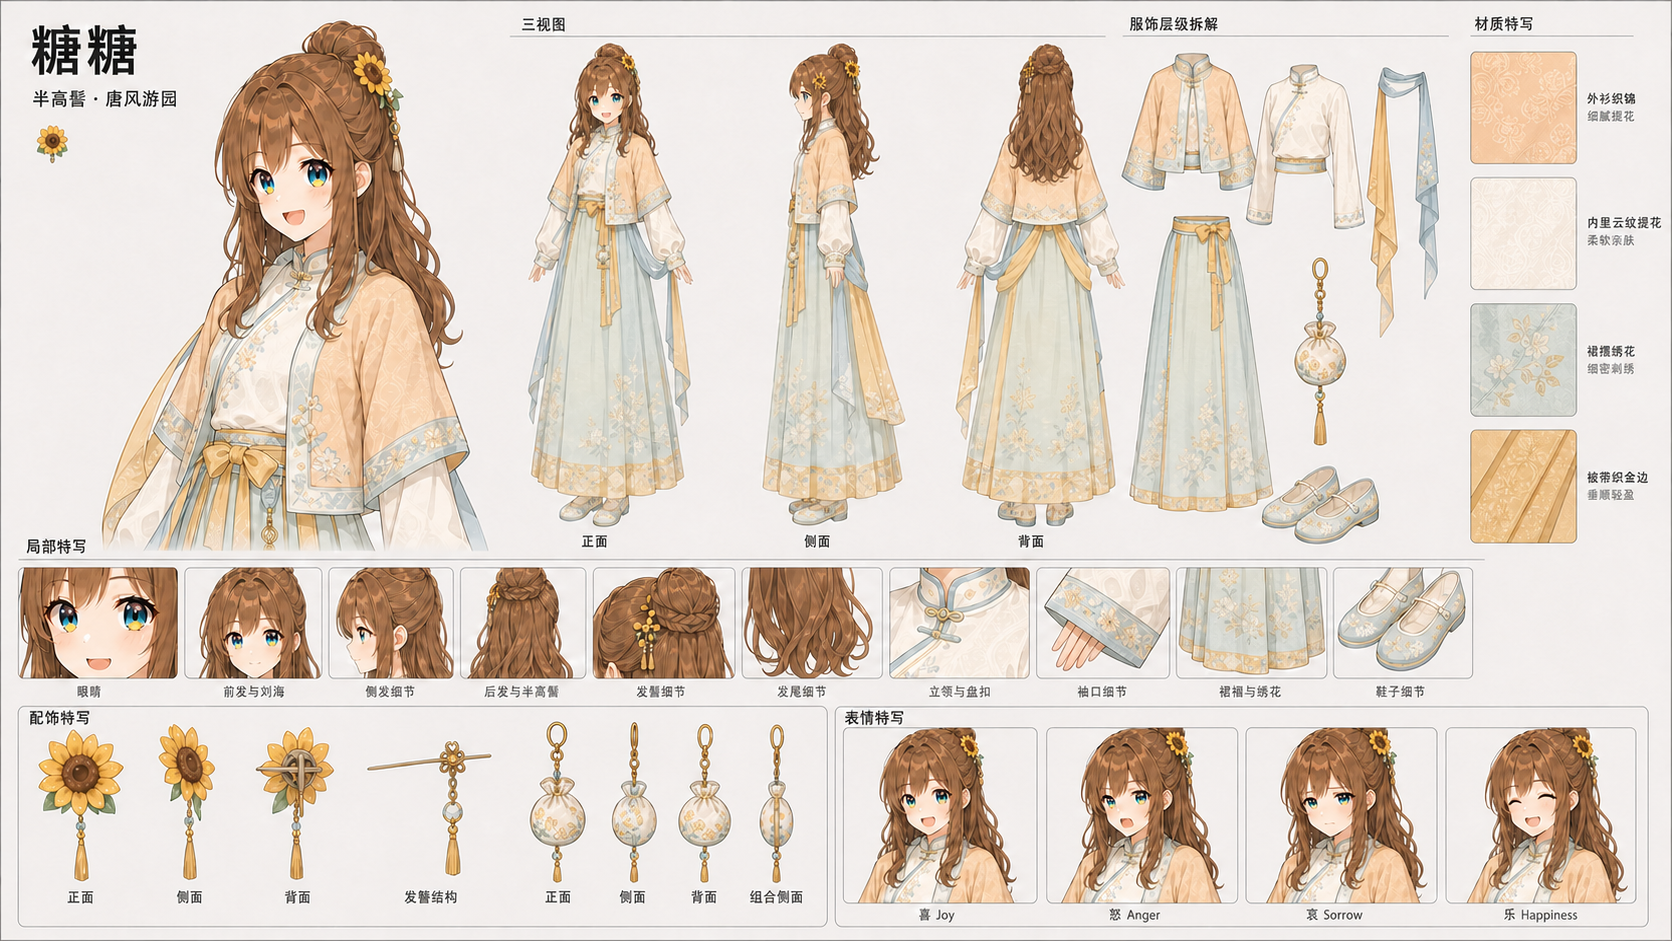 糖糖
半高髻·唐风游园
三视图
正面
侧面
背面
服饰层级拆解
材质特写
外衫织锦
细腻提花
内里云纹提花
柔软亲肤
裙摆绣花
细密刺绣
披带织金边
垂顺轻盈
局部特写
眼睛
前发与刘海
侧发细节
后发与半高髻
发髻细节
发尾细节
立领与盘扣
袖口细节
裙褶与绣花
鞋子细节
配饰特写
正面
侧面
背面
发簪结构
正面
侧面
背面
组合侧面
表情特写
喜 Joy
怒 Anger
哀 Sorrow
乐 Happiness